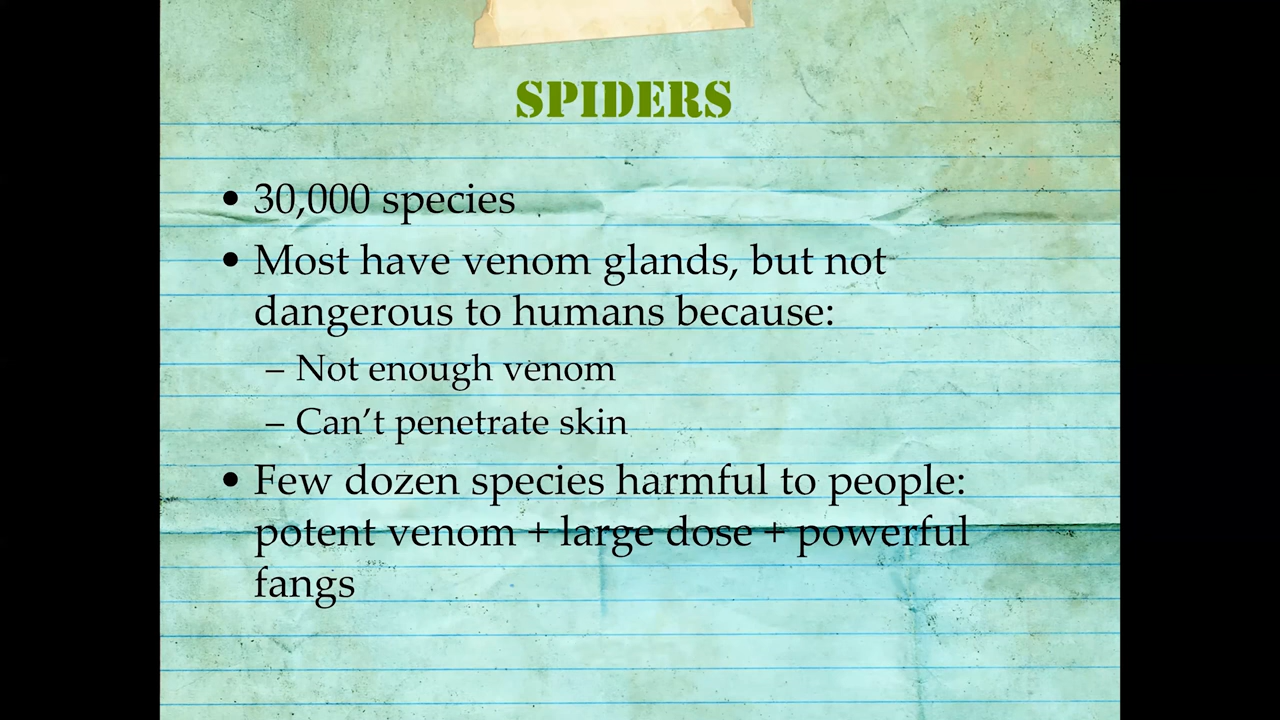 SPIDERS
• 30,000 species
• Most have venom glands, but not
dangerous to humans because:
– Not enough venom
– Can't penetrate skin
• Few dozen species harmful to people:
potent venom + large dose + powerful
fangs